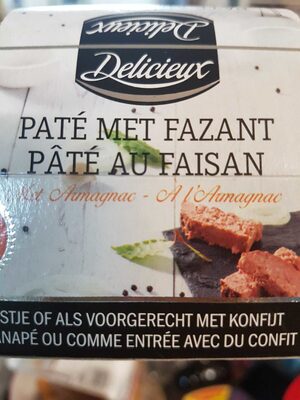 Delicieux
Delicieux
PATÉ MET FAZANT
PÂTÉ AU FAISAN
Armagnac - À l'Armagnac
STJE OF ALS VOORGERECHT MET KONFIJT
ANAPÉ OU COMME ENTRÉE AVEC DU CONFIT